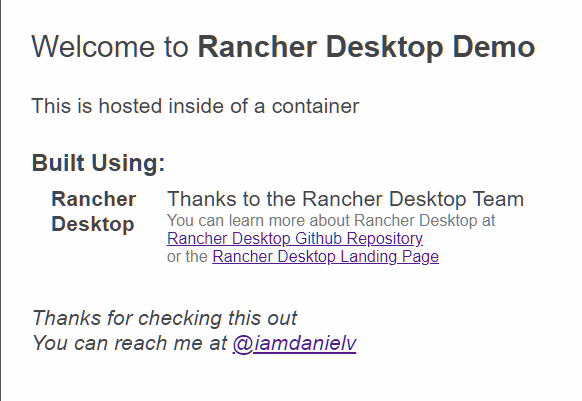 Welcome to Rancher Desktop Demo
This is hosted inside of a container
Built Using:
Rancher Desktop
Thanks to the Rancher Desktop Team
You can learn more about Rancher Desktop at
Rancher Desktop Github Repository
or the Rancher Desktop Landing Page
Thanks for checking this out
You can reach me at @iamdanielv